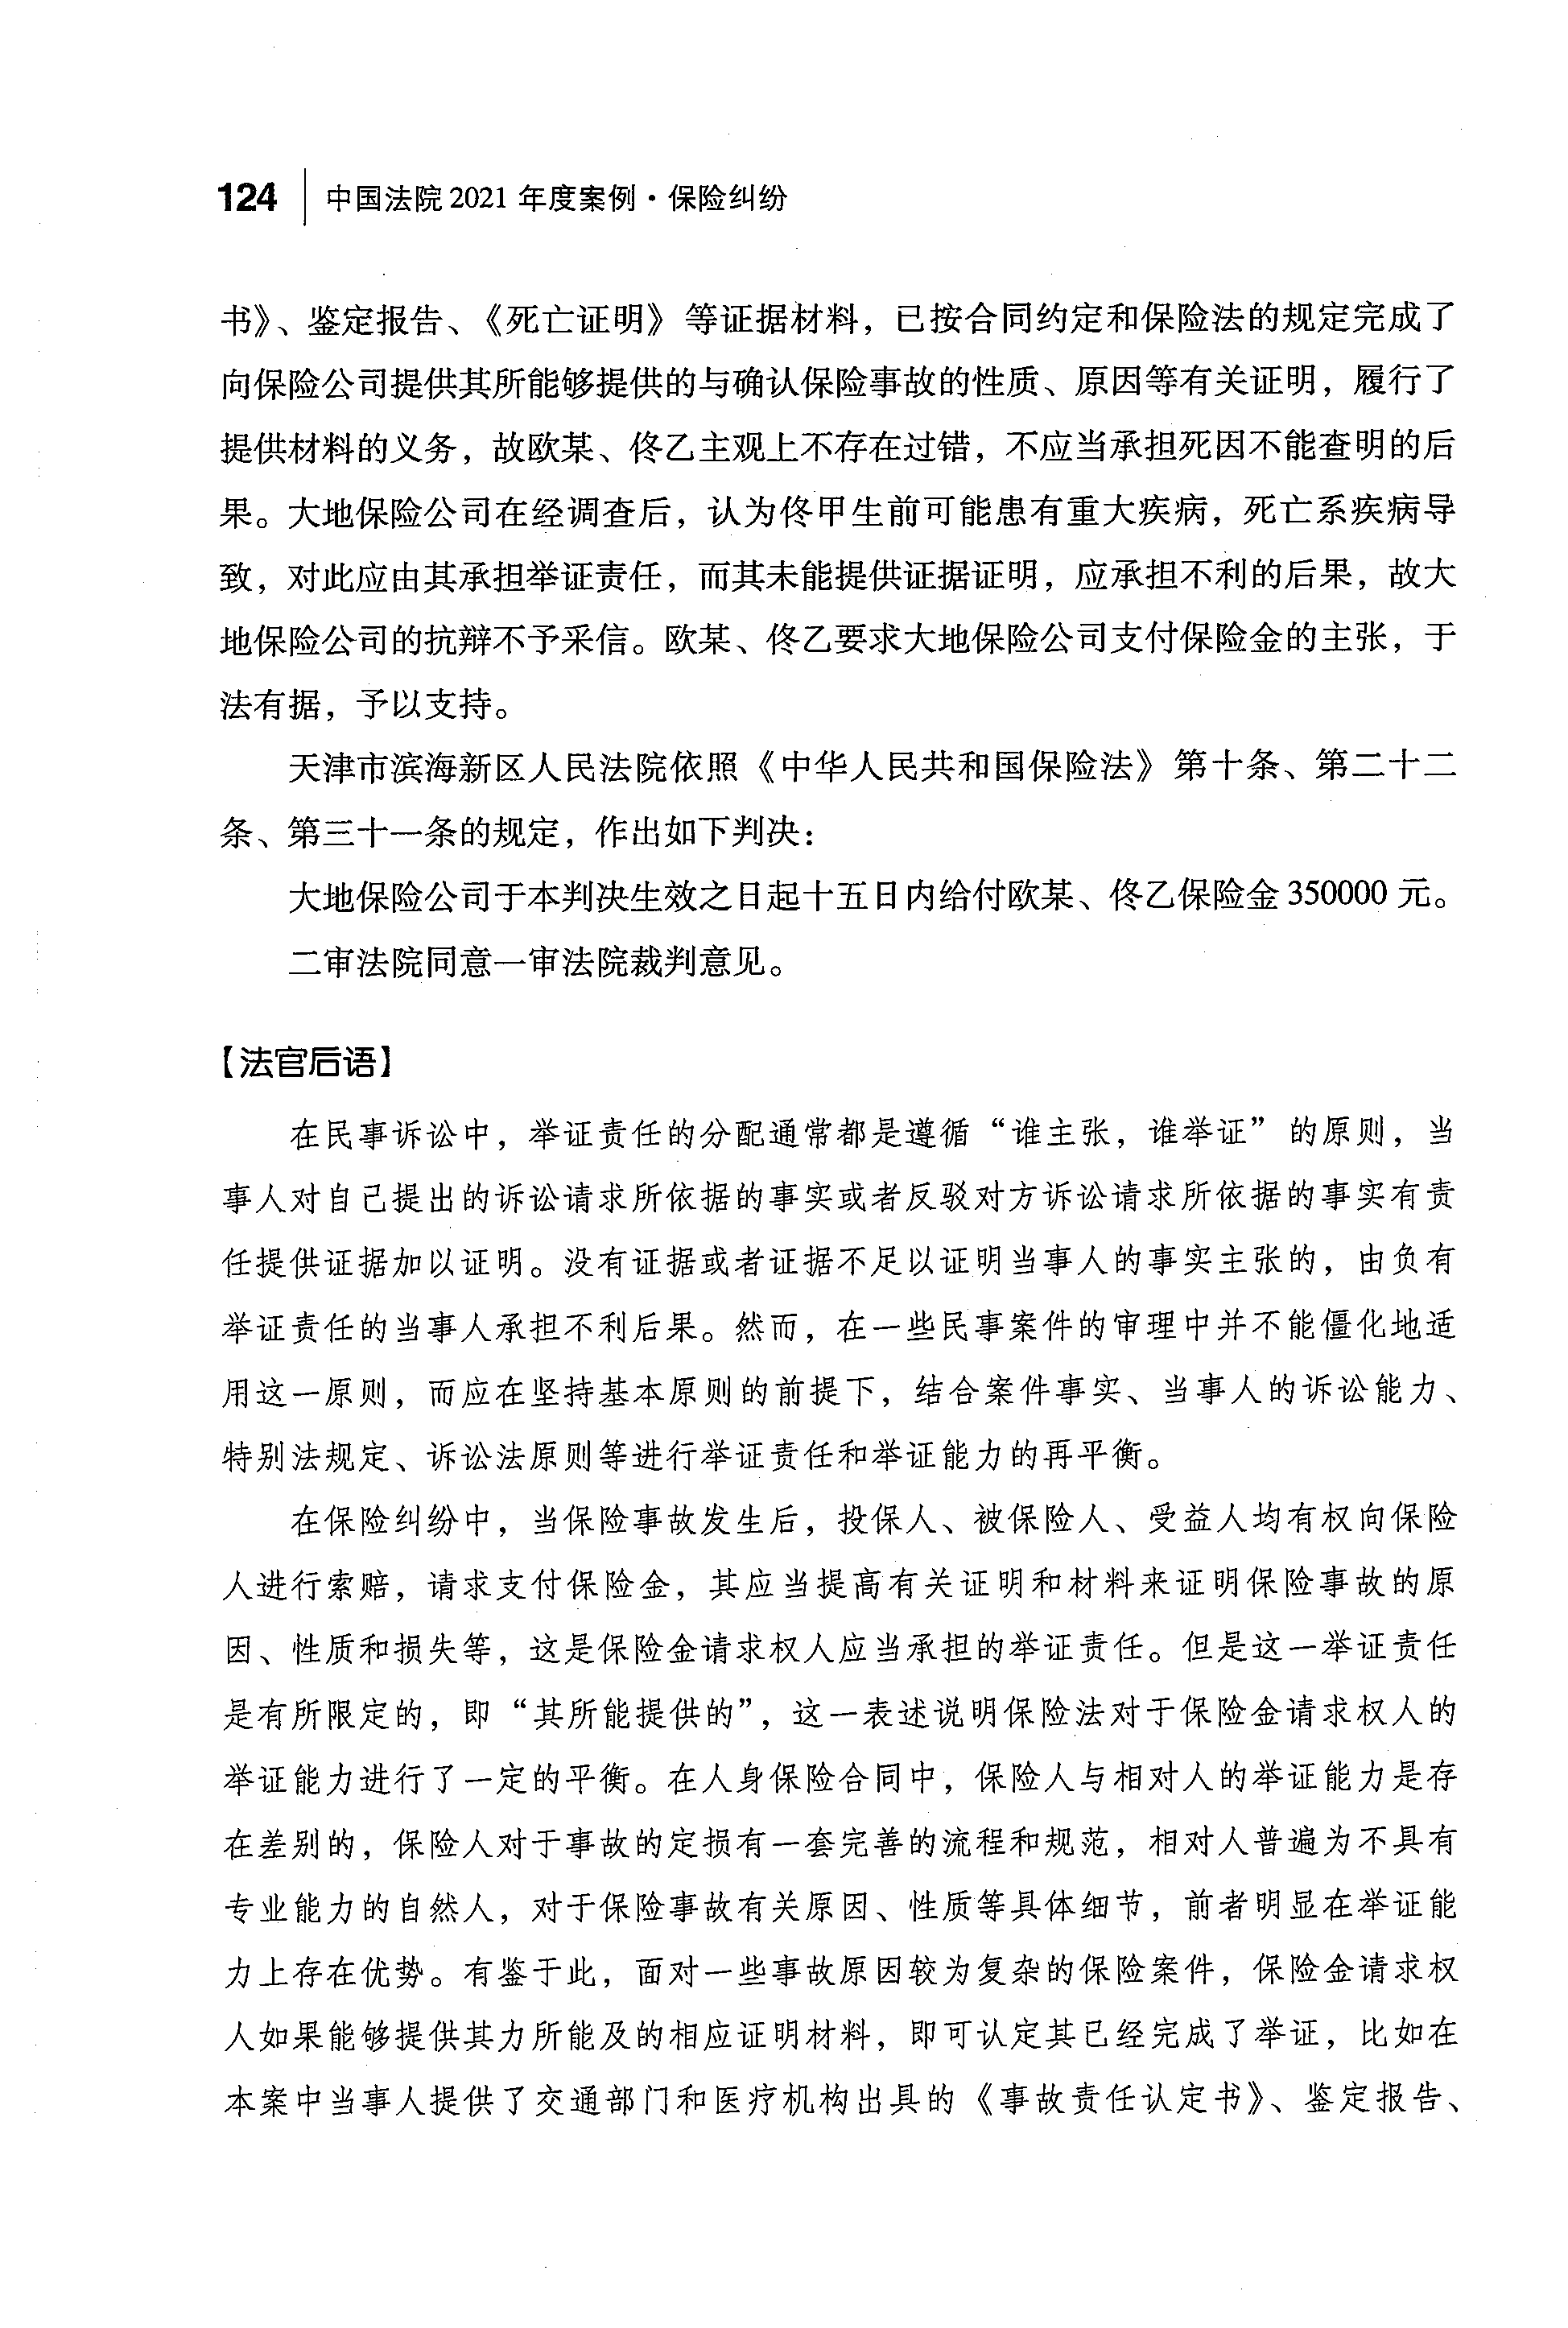 124 中国法院2021年度案例·保险纠纷
书》、鉴定报告、《死亡证明》等证据材料，已按合同约定和保险法的规定完成了
向保险公司提供其所能够提供的与确认保险事故的性质、原因等有关证明，履行了
提供材料的义务，故欧某、佟乙主观上不存在过错，不应当承担死因不能查明的后
果。大地保险公司在经调查后，认为佟甲生前可能患有重大疾病，死亡系疾病导
致，对此应由其承担举证责任，而其未能提供证据证明，应承担不利的后果，故大
地保险公司的抗辩不予采信。欧某、佟乙要求大地保险公司支付保险金的主张，于
法有据，予以支持。
天津市滨海新区人民法院依照《中华人民共和国保险法》第十条、第二十二
条、第三十一条的规定，作出如下判决：
大地保险公司于本判决生效之日起十五日内给付欧某、佟乙保险金350000元。
二审法院同意一审法院裁判意见。
【法官后语】
在民事诉讼中，举证责任的分配通常都是遵循“谁主张，谁举证”的原则，当
事人对自己提出的诉讼请求所依据的事实或者反驳对方诉讼请求所依据的事实有责
任提供证据加以证明。没有证据或者证据不足以证明当事人的事实主张的，由负有
举证责任的当事人承担不利后果。然而，在一些民事案件的审理中并不能僵化地适
用这一原则，而应在坚持基本原则的前提下，结合案件事实、当事人的诉讼能力、
特别法规定、诉讼法原则等进行举证责任和举证能力的再平衡。
在保险纠纷中，当保险事故发生后，投保人、被保险人、受益人均有权向保险
人进行索赔，请求支付保险金，其应当提高有关证明和材料来证明保险事故的原
因、性质和损失等，这是保险金请求权人应当承担的举证责任。但是这一举证责任
是有所限定的，即“其所能提供的”，这一表述说明保险法对于保险金请求权人的
举证能力进行了一定的平衡。在人身保险合同中，保险人与相对人的举证能力是存
在差别的，保险人对于事故的定损有一套完善的流程和规范，相对人普遍为不具有
专业能力的自然人，对于保险事故有关原因、性质等具体细节，前者明显在举证能
力上存在优势。有鉴于此，面对一些事故原因较为复杂的保险案件，保险金请求权
人如果能够提供其力所能及的相应证明材料，即可认定其已经完成了举证，比如在
本案中当事人提供了交通部门和医疗机构出具的《事故责任认定书》、鉴定报告、